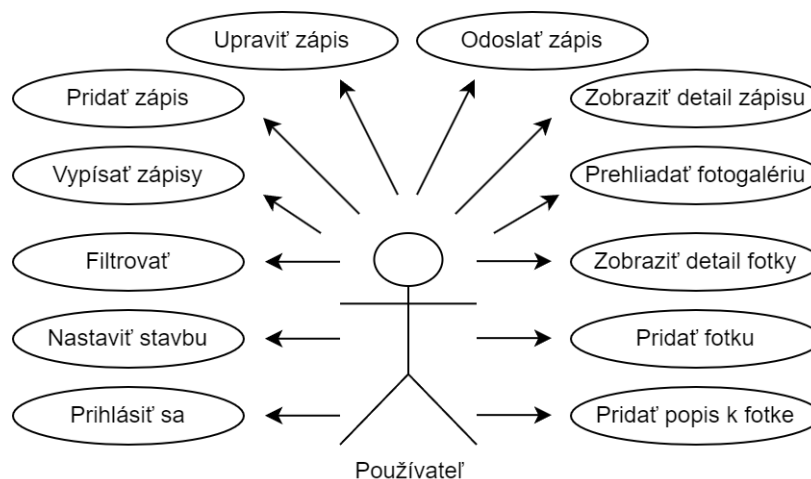 Upraviť zápis
Odoslať zápis
Pridať zápis
Zobraziť detail zápisu
Vypísať zápisy
Prehliadať fotogalériu
Filtrovať
Zobraziť detail fotky
Nastaviť stavbu
Pridať fotku
Prihlásiť sa
Pridať popis k fotke
Používateľ